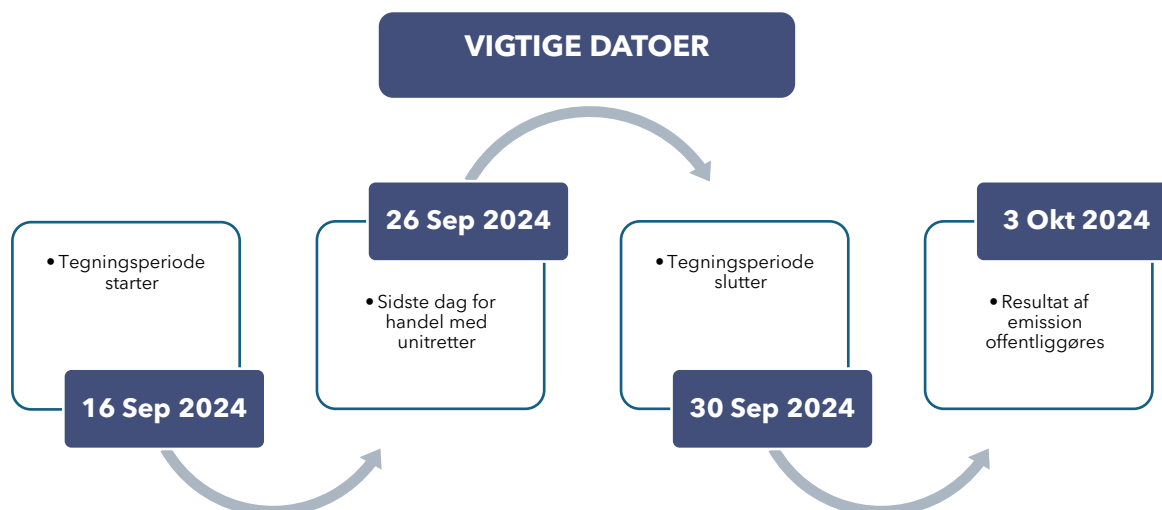 VIGTIGE DATOER
• Tegningsperiode
starter
16 Sep 2024
26 Sep 2024
• Sidste dag for
handel med
unitretter
• Tegningsperiode
slutter
30 Sep 2024
3 Okt 2024
• Resultat af
emission
offentliggøres